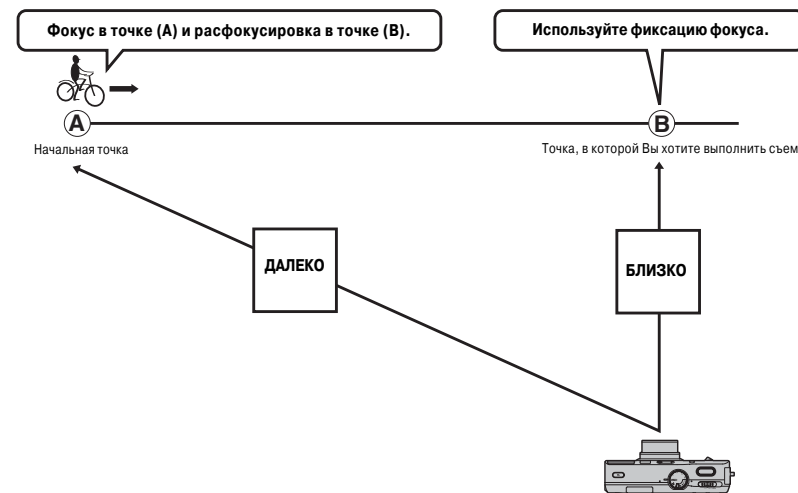 Фокус в точке (A) и расфокусировка в точке (B).
Используйте фиксацию фокуса.
A
B
Начальная точка
Точка, в которой Вы хотите выполнить съем
ДАЛЕКО
БЛИЗКО